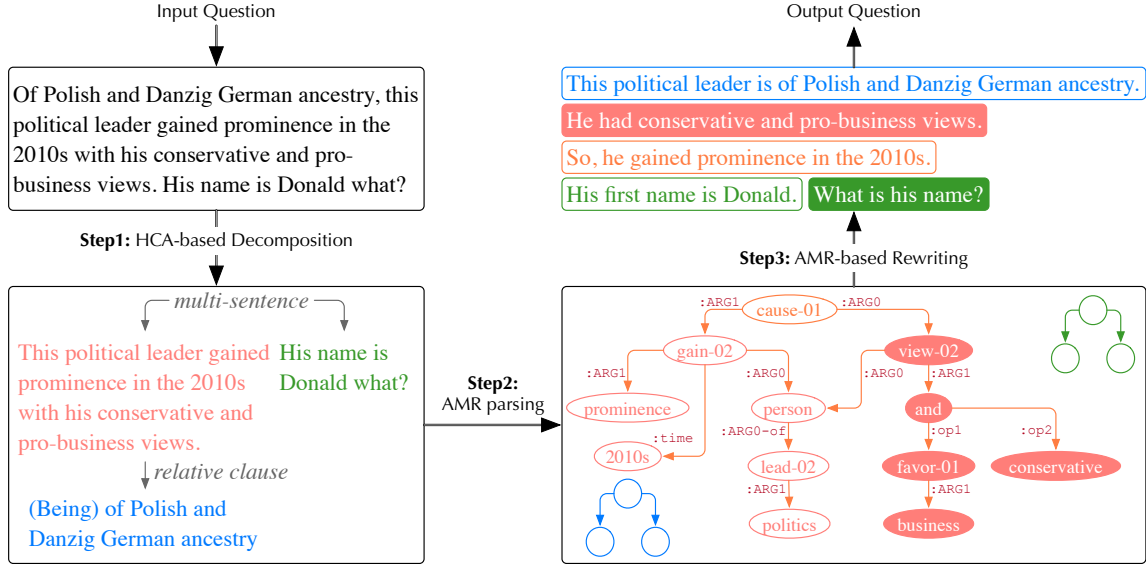 Input Question
Of Polish and Danzig German ancestry, this
political leader gained prominence in the
2010s with his conservative and pro-
business views. His name is Donald what?
Step1: HCA-based Decomposition
multi-sentence
This political leader gained
prominence in the 2010s
with his conservative and
pro-business views.
His name is
Donald what?
relative clause
(Being) of Polish and
Danzig German ancestry
Step2:
AMR parsing
Output Question
This political leader is of Polish and Danzig German ancestry.
He had conservative and pro-business views.
So, he gained prominence in the 2010s.
His first name is Donald. What is his name?
Step3: AMR-based Rewriting
:ARG1 cause-01 :ARG0
gain-02 view-02
:ARG1 :ARG0 :ARG0 :ARG1
prominence person and
:time :ARG0-of :op1 :op2
2010s lead-02 favor-01 conservative
:ARG1 :ARG1
politics business